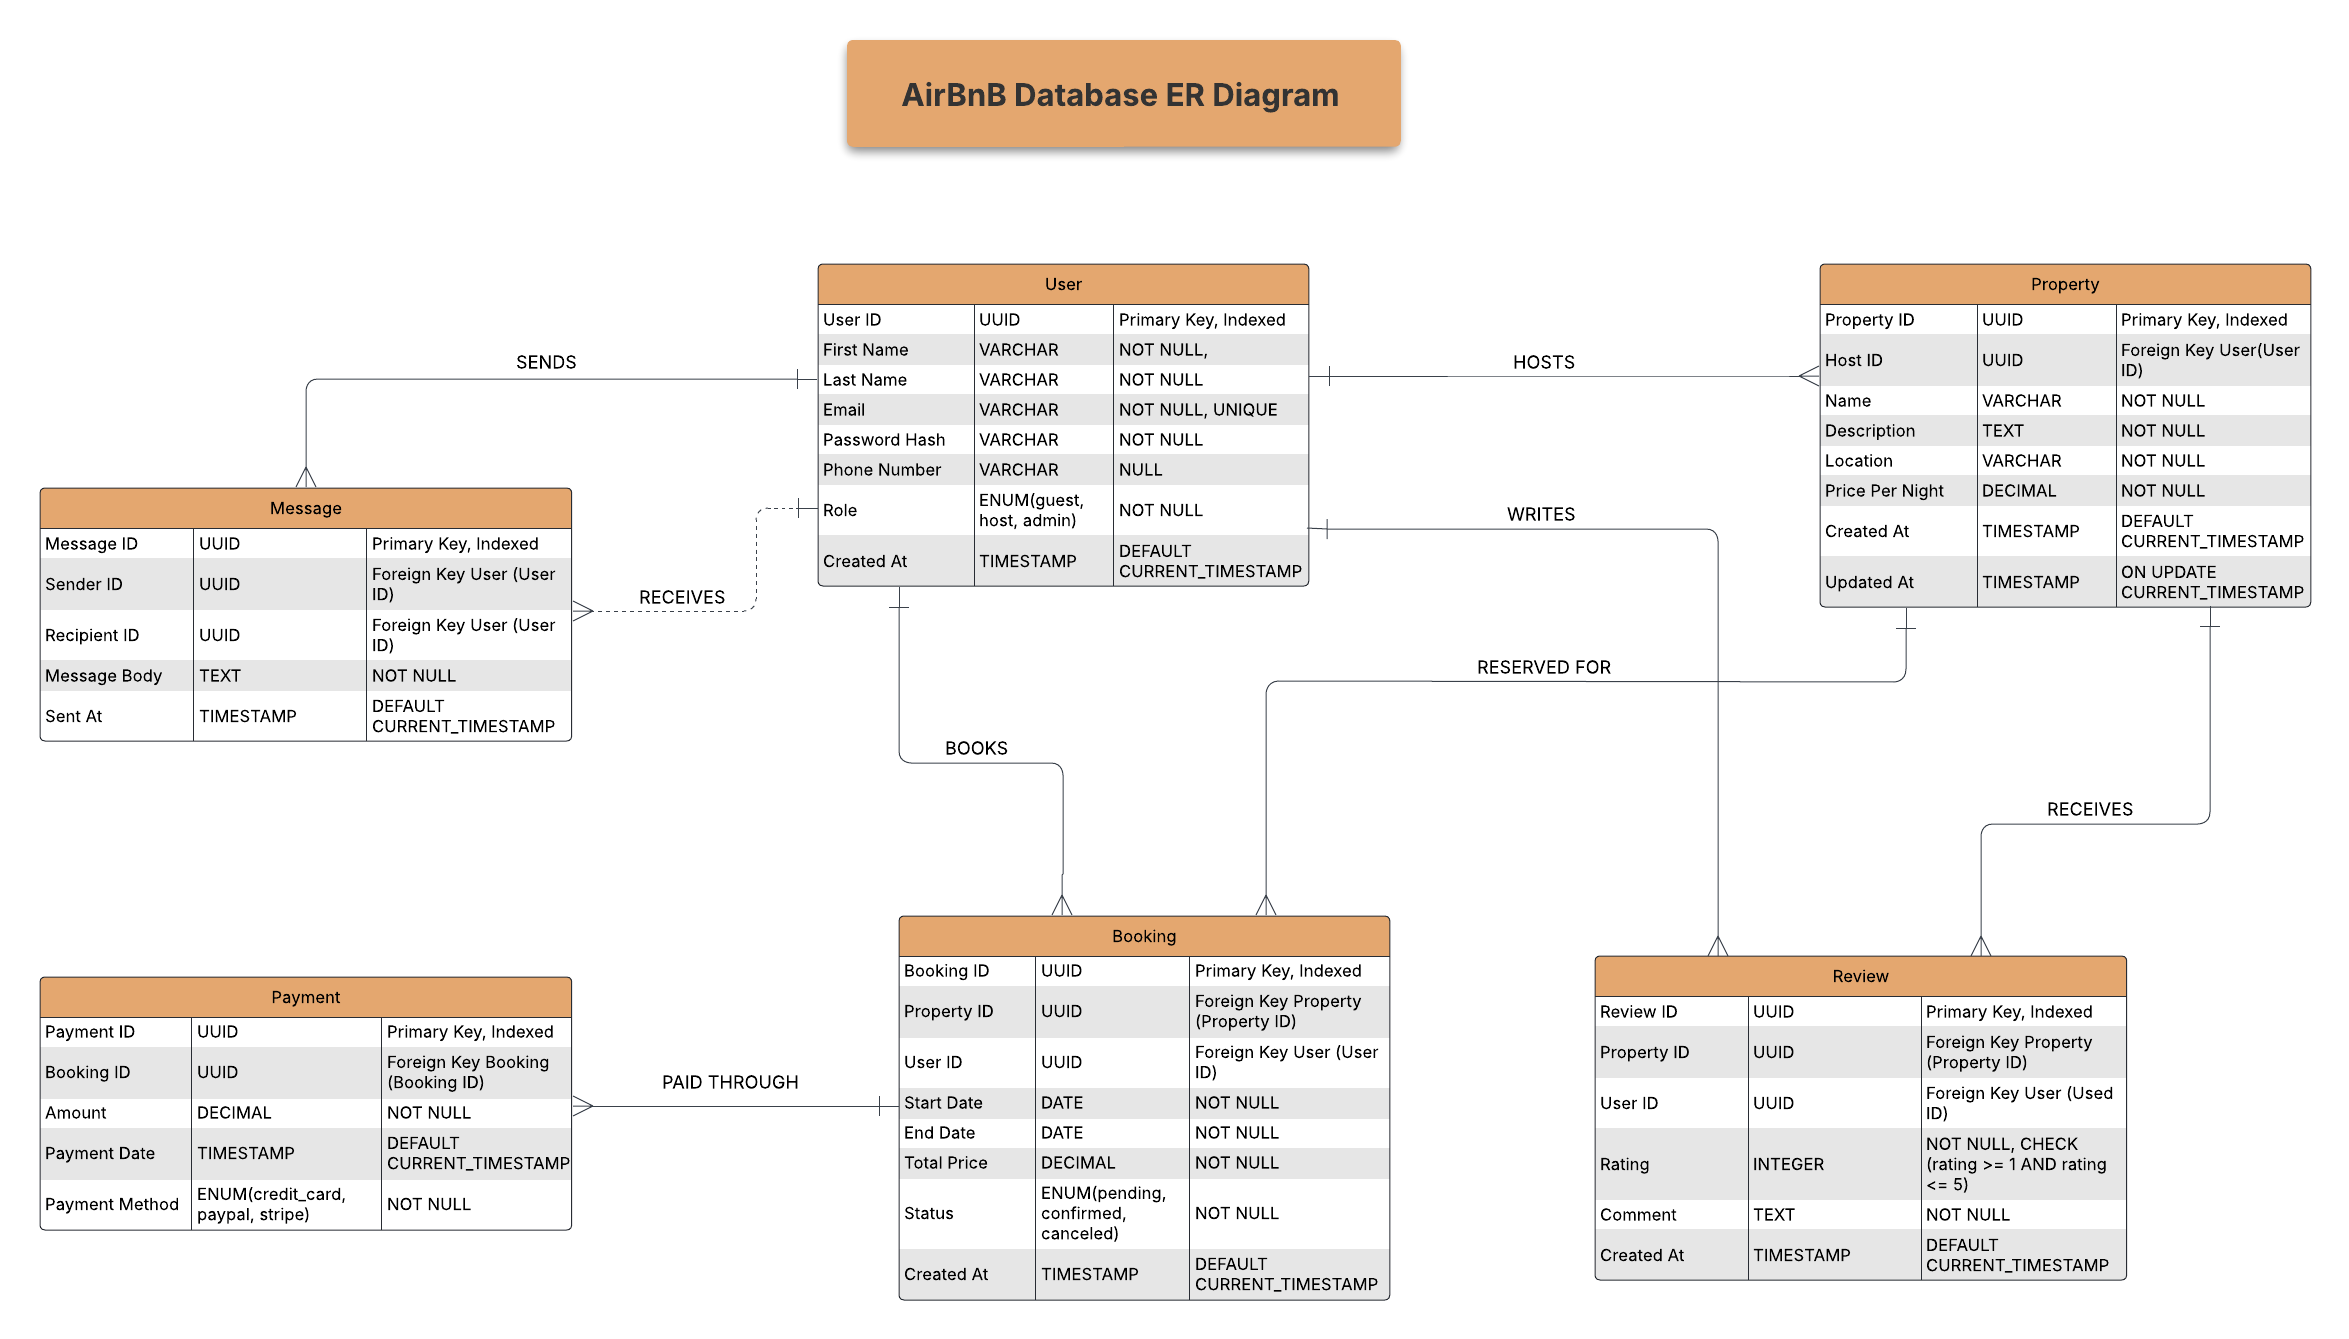 AirBnB Database ER Diagram
User
User ID UUID Primary Key, Indexed
First Name VARCHAR NOT NULL,
Last Name VARCHAR NOT NULL
Email VARCHAR NOT NULL, UNIQUE
Password Hash VARCHAR NOT NULL
Phone Number VARCHAR NULL
Role ENUM(guest,
host, admin) NOT NULL
Created At TIMESTAMP DEFAULT
CURRENT_TIMESTAMP
Property
Property ID UUID Primary Key, Indexed
Host ID UUID Foreign Key User(User
ID)
Name VARCHAR NOT NULL
Description TEXT NOT NULL
Location VARCHAR NOT NULL
Price Per Night DECIMAL NOT NULL
Created At TIMESTAMP DEFAULT
CURRENT_TIMESTAMP
Updated At TIMESTAMP ON UPDATE
CURRENT_TIMESTAMP
SENDS
HOSTS
WRITES
RECEIVES
Message
Message ID UUID Primary Key, Indexed
Sender ID UUID Foreign Key User (User
ID)
Recipient ID UUID Foreign Key User (User
ID)
Message Body TEXT NOT NULL
Sent At TIMESTAMP DEFAULT
CURRENT_TIMESTAMP
RESERVED FOR
BOOKS
RECEIVES
Booking
Booking ID UUID Primary Key, Indexed
Property ID UUID Foreign Key Property
(Property ID)
User ID UUID Foreign Key User (User
ID)
Start Date DATE NOT NULL
End Date DATE NOT NULL
Total Price DECIMAL NOT NULL
Status ENUM(pending,
confirmed,
canceled) NOT NULL
Created At TIMESTAMP DEFAULT
CURRENT_TIMESTAMP
PAID THROUGH
Payment
Payment ID UUID Primary Key, Indexed
Booking ID UUID Foreign Key Booking
(Booking ID)
Amount DECIMAL NOT NULL
Payment Date TIMESTAMP DEFAULT
CURRENT_TIMESTAMP
Payment Method ENUM(credit_card,
paypal, stripe) NOT NULL
Review
Review ID UUID Primary Key, Indexed
Property ID UUID Foreign Key Property
(Property ID)
User ID UUID Foreign Key User (Used
ID)
Rating INTEGER NOT NULL, CHECK
(rating >= 1 AND rating
<= 5)
Comment TEXT NOT NULL
Created At TIMESTAMP DEFAULT
CURRENT_TIMESTAMP